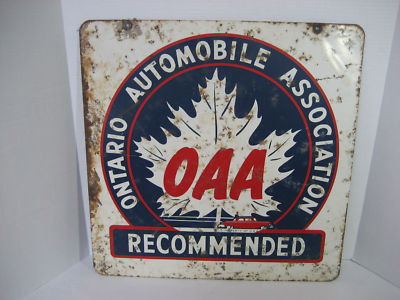 ONTARIO AUTOMOBILE ASSOCIATION
OAA
RECOMMENDED